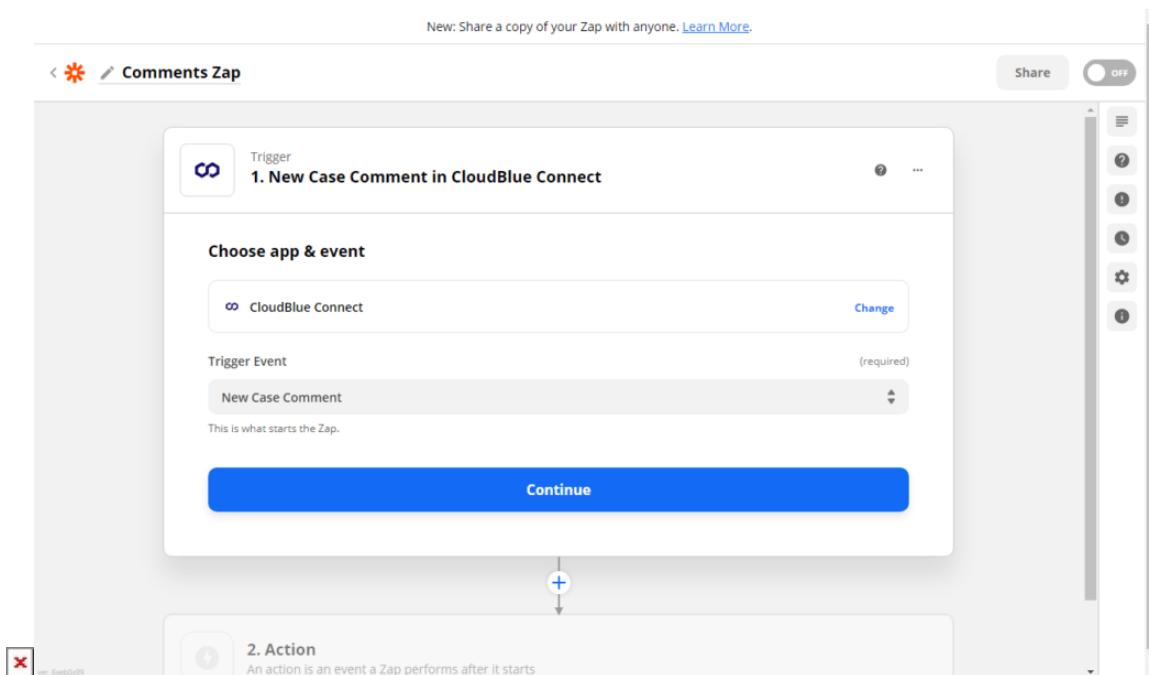 New: Share a copy of your Zap with anyone. Learn More.
Comments Zap
Share
OFF
Trigger
1. New Case Comment in CloudBlue Connect
Choose app & event
CloudBlue Connect
Change
Trigger Event
(required)
New Case Comment
This is what starts the Zap.
Continue
2. Action
An action is an event a Zap performs after it starts
ver.